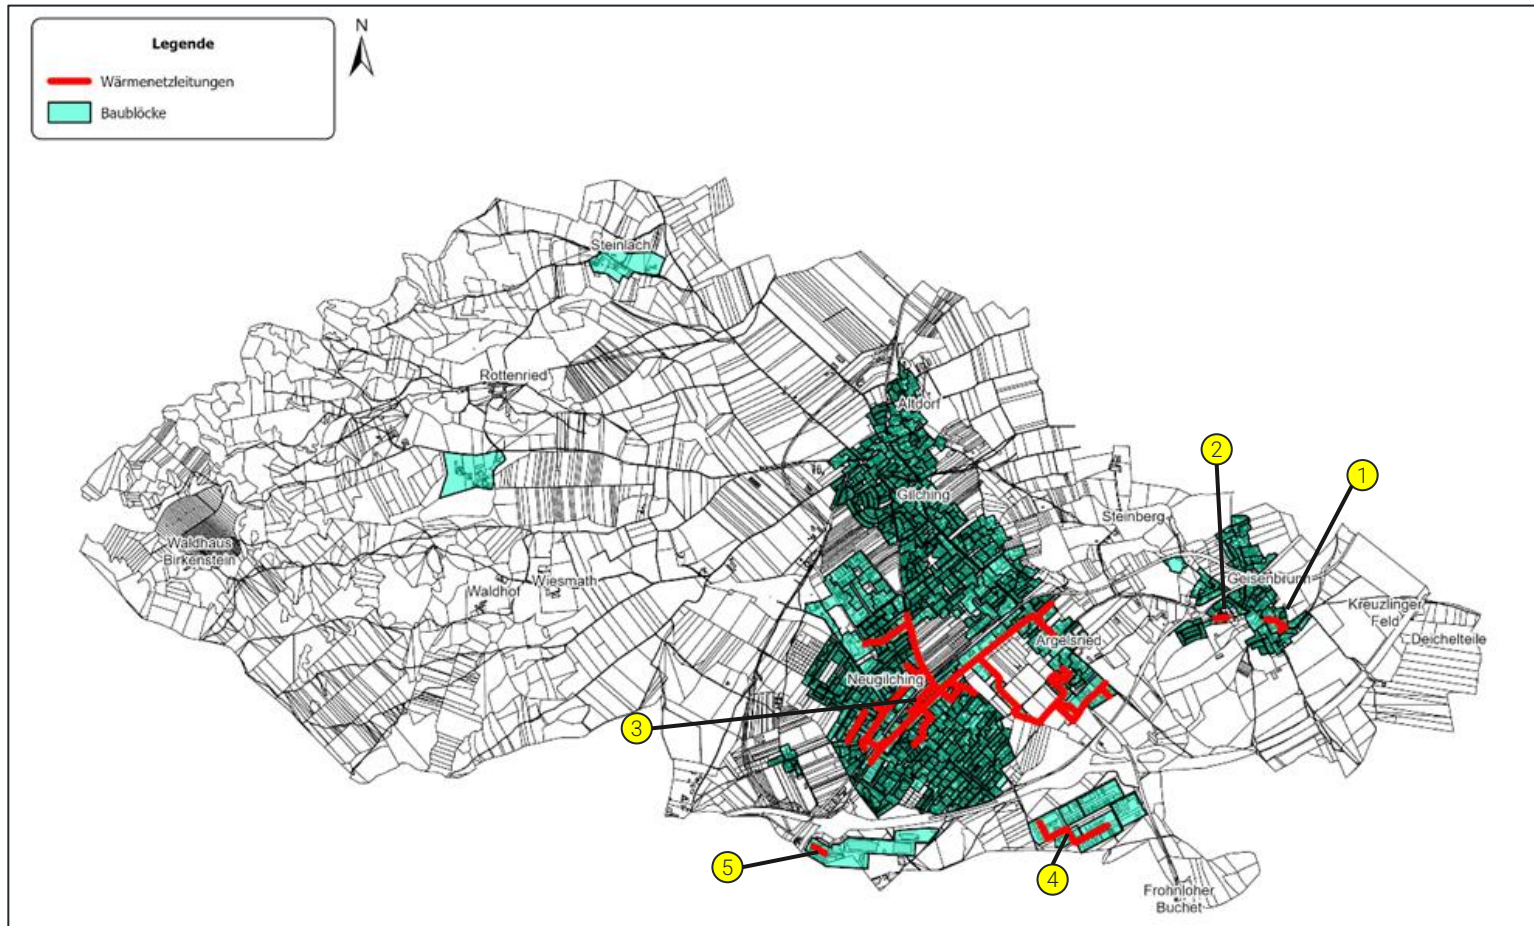 Legende
Wärmenetzleitungen
Baublöcke
N
Steinlach
Rottenried
Altdorf
Gilching
2
1
Steinberg
Waldhaus
Birkenstein
Waldhof
Wiesmath
Geisenbrunn
Kreuzlinger
Feld
Deichelteile
Argelsried
Neugilching
3
5
4
Frohnloher
Buchet